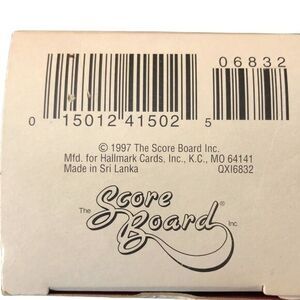 06832
0 15012 41502 5
© 1997 The Score Board Inc.
Mfd. for Hallmark Cards, Inc., K.C., MO 64141
Made in Sri Lanka QXI6832
The Score Board® Inc